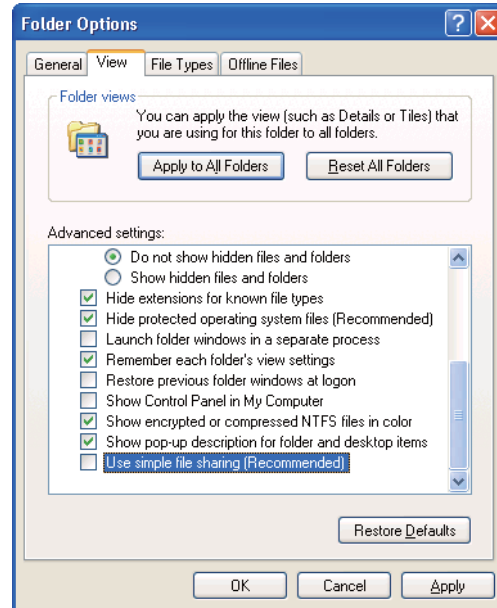 Folder Options
General View File Types Offline Files
Folder views
You can apply the view (such as Details or Tiles) that
you are using for this folder to all folders.
Apply to All Folders Reset All Folders
Advanced settings:
Do not show hidden files and folders
Show hidden files and folders
Hide extensions for known file types
Hide protected operating system files (Recommended)
Launch folder windows in a separate process
Remember each folder's view settings
Restore previous folder windows at logon
Show Control Panel in My Computer
Show encrypted or compressed NTFS files in color
Show pop-up description for folder and desktop items
Use simple file sharing (Recommended)
Restore Defaults
OK Cancel Apply